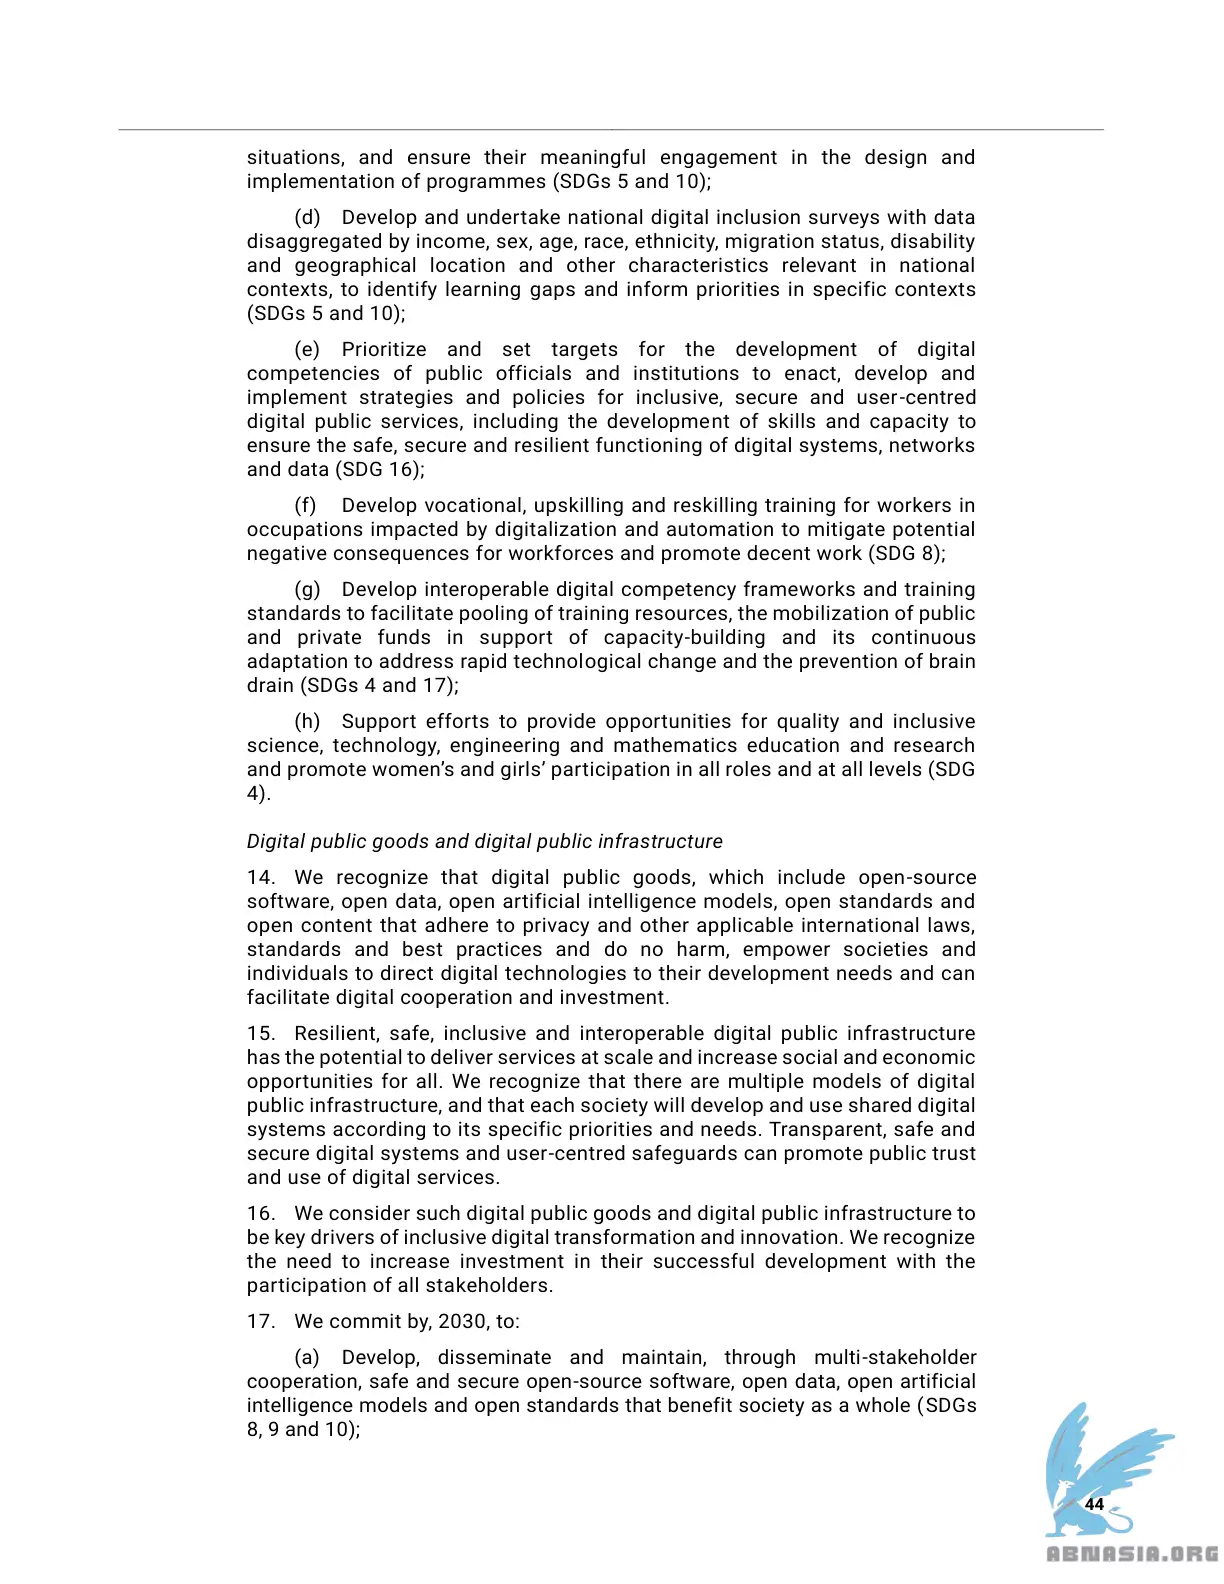 situations, and ensure their meaningful engagement in the design and
implementation of programmes (SDGs 5 and 10);
(d) Develop and undertake national digital inclusion surveys with data
disaggregated by income, sex, age, race, ethnicity, migration status, disability
and geographical location and other characteristics relevant in national
contexts, to identify learning gaps and inform priorities in specific contexts
(SDGs 5 and 10);
(e) Prioritize and set targets for the development of digital
competencies of public officials and institutions to enact, develop and
implement strategies and policies for inclusive, secure and user-centred
digital public services, including the development of skills and capacity to
ensure the safe, secure and resilient functioning of digital systems, networks
and data (SDG 16);
(f) Develop vocational, upskilling and reskilling training for workers in
occupations impacted by digitalization and automation to mitigate potential
negative consequences for workforces and promote decent work (SDG 8);
(g) Develop interoperable digital competency frameworks and training
standards to facilitate pooling of training resources, the mobilization of public
and private funds in support of capacity-building and its continuous
adaptation to address rapid technological change and the prevention of brain
drain (SDGs 4 and 17);
(h) Support efforts to provide opportunities for quality and inclusive
science, technology, engineering and mathematics education and research
and promote women’s and girls’ participation in all roles and at all levels (SDG
4).
Digital public goods and digital public infrastructure
14. We recognize that digital public goods, which include open-source
software, open data, open artificial intelligence models, open standards and
open content that adhere to privacy and other applicable international laws,
standards and best practices and do no harm, empower societies and
individuals to direct digital technologies to their development needs and can
facilitate digital cooperation and investment.
15. Resilient, safe, inclusive and interoperable digital public infrastructure
has the potential to deliver services at scale and increase social and economic
opportunities for all. We recognize that there are multiple models of digital
public infrastructure, and that each society will develop and use shared digital
systems according to its specific priorities and needs. Transparent, safe and
secure digital systems and user-centred safeguards can promote public trust
and use of digital services.
16. We consider such digital public goods and digital public infrastructure to
be key drivers of inclusive digital transformation and innovation. We recognize
the need to increase investment in their successful development with the
participation of all stakeholders.
17. We commit by, 2030, to:
(a) Develop, disseminate and maintain, through multi-stakeholder
cooperation, safe and secure open-source software, open data, open artificial
intelligence models and open standards that benefit society as a whole (SDGs
8, 9 and 10);
44
ABNASIA.ORG